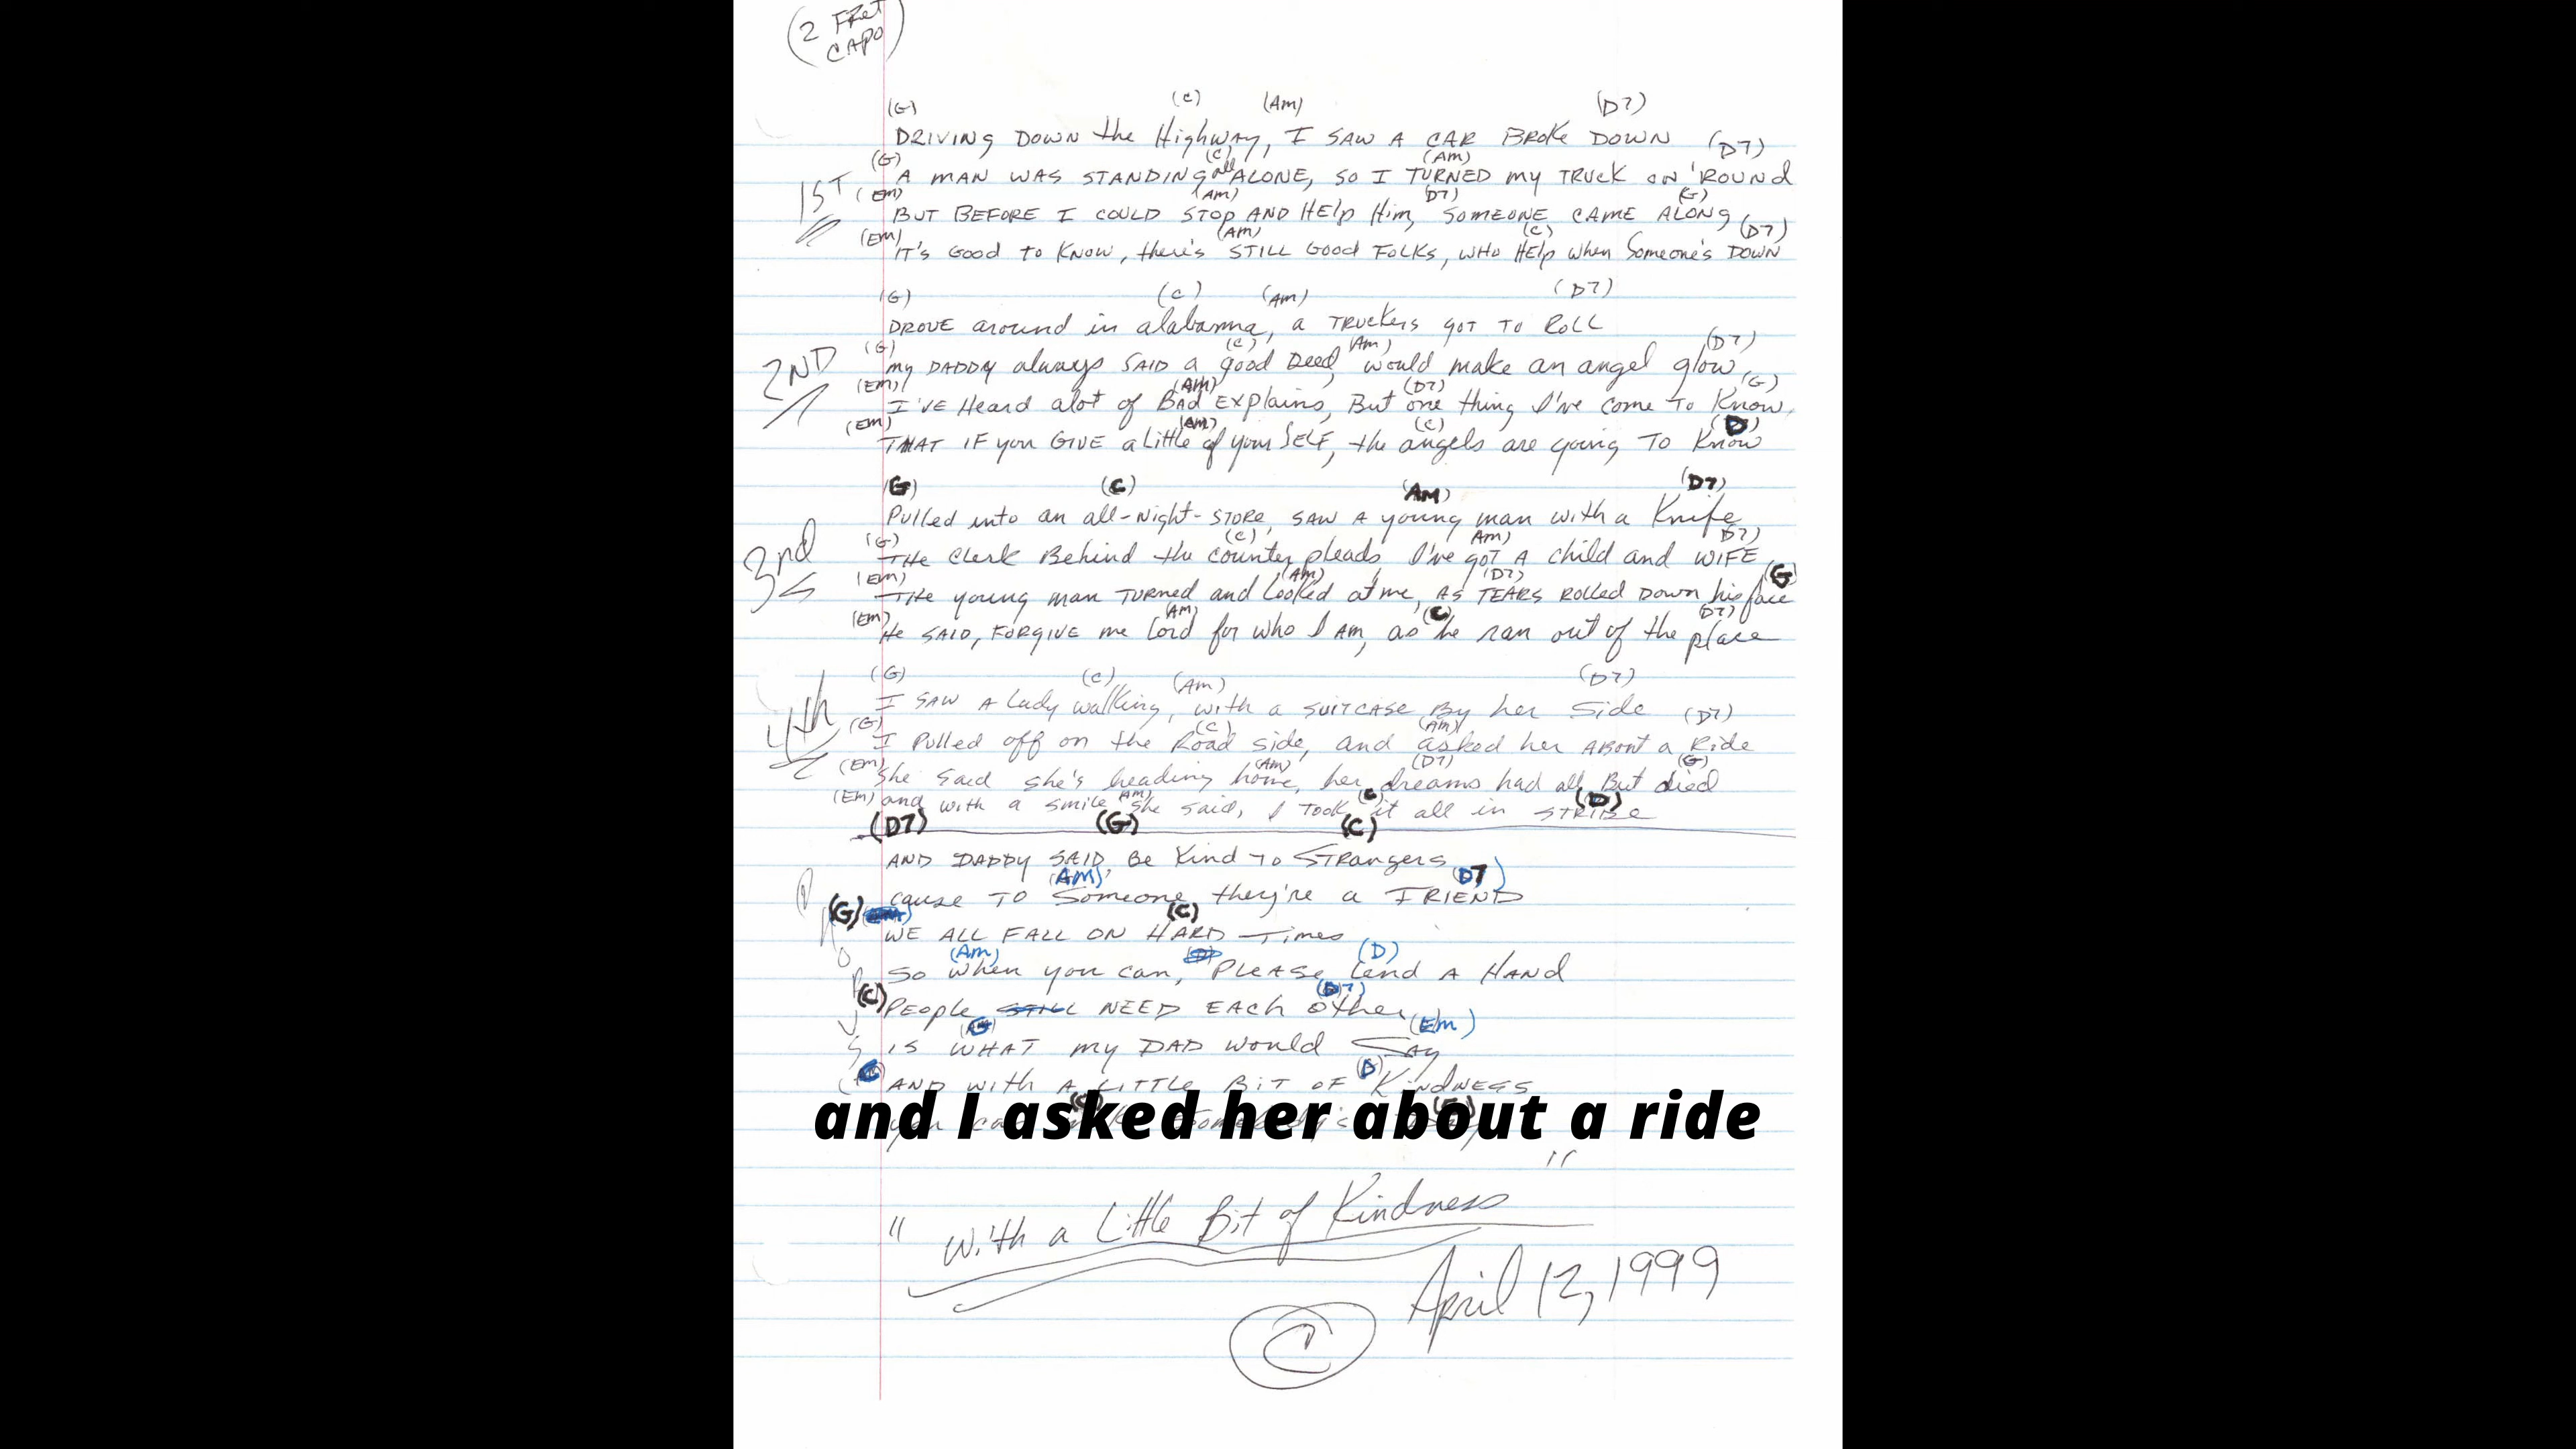 (2 FRET
CAPO)
(G) (C) (Am) (D7)
DRIVING DOWN the Highway, I SAW A CAR BROKE DOWN
(G) (C) (Am) (D7)
A MAN WAS STANDING all ALONE, SO I TURNED my TRUCK ON 'ROUND
1ST
(Em) (Am) (D7) (G)
BUT BEFORE I COULD STOP AND HElp Him, SOMEONE CAME ALONG
(Em) (Am) (C) (D7)
IT'S GOOD TO KNOW, there's STILL Good FOLKS, WHO HElp when Someone's DOWN
(G) (C) (Am) (D7)
DROVE around in alabamna, a TRUCKERS GOT TO ROLL
2ND
(G) (C) (Am) (D7)
my DADDY always SAID a good Deed would make an angel glow
(Em) (AM) (D7) (G)
I'VE Heard alot of BAD EXPlains, But one thing I've come To Know,
(Em) (AM) (C) (D)
THAT IF you GIVE a Little of your SELF, the angels are going TO Know
(G) (C) (AM) (D7)
Pulled into an all-Night-STORE, SAW A young man with a Knife
3rd
(G) (C) (Am) (D7)
THE Clerk Behind the counter pleads, I've got A child and WIFE
(Em) (Am) (D7) (G)
THE young man TURNED and Looked at me, AS TEARS ROLLED DOWN his face
(Em) (AM) (C) (D7)
He SAID, FORGIVE me Lord for who I AM, as he ran out of the place
(G) (C) (Am) (D7)
I SAW A Lady walking, with a SUITCASE By her Side
4th
(G) (C) (AM) (D7)
I Pulled off on the Road side, and asked her ABOUT a Ride
(Em) (Am) (D7) (G)
She Said she's heading home, her dreams had all But died
(Em) (AM) (C) (D)
and with a smile she said, I TOOK it all in STRIDE
(D7) (G) (C)
AND DADDY SAID, Be Kind TO STRangers
(AM) (D7)
cause TO Someone they're a FRIEND
(G) (C)
WE ALL FALL ON HARD Times
(Am) (D)
SO when you can, PLEASE Lend A HAND
(C) (D7)
PEOple STILL NEED EACH other
(G) (Em)
IS WHAT my DAD would SAY
(C) (D)
AND with A LITTLE BIT OF KINDNESS
you
and I asked her about a ride
"With a Little Bit of Kindness"
April 12, 1999
©